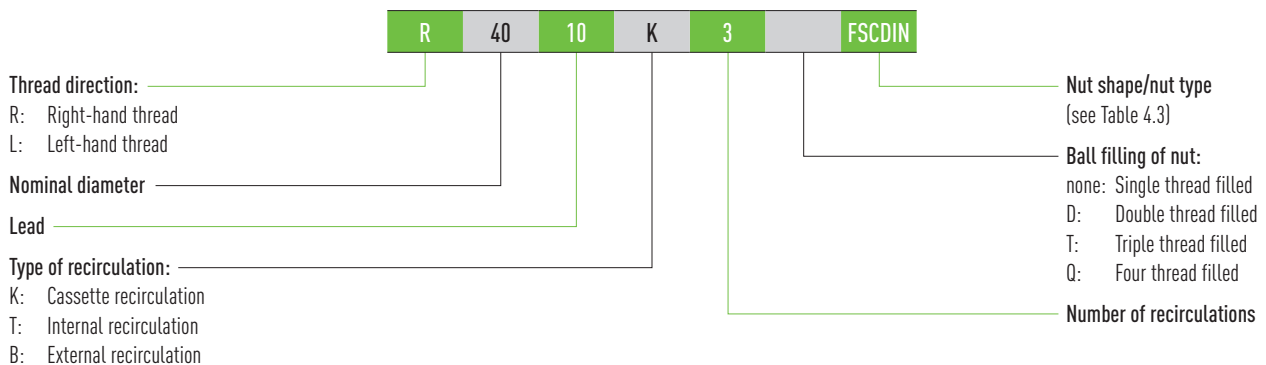 R 40 10 K 3 FSCDIN
Thread direction:
R: Right-hand thread
L: Left-hand thread
Nominal diameter
Lead
Type of recirculation:
K: Cassette recirculation
T: Internal recirculation
B: External recirculation
Nut shape/nut type
(see Table 4.3)
Ball filling of nut:
none: Single thread filled
D: Double thread filled
T: Triple thread filled
Q: Four thread filled
Number of recirculations